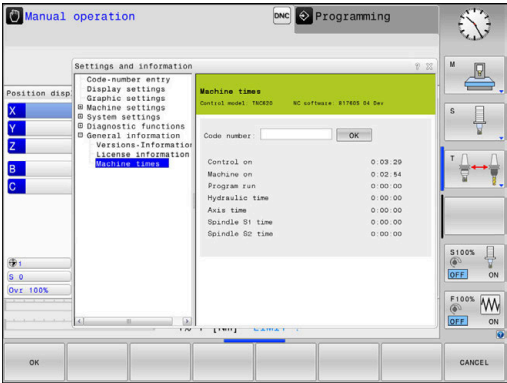 Manual operation
DNC
Programming
Settings and information
Position disp
Code-number entry
Display settings
Graphic settings
Machine settings
System settings
Diagnostic functions
General information
Versions-Information
License information
Machine times
Machine times
Control model: TNC620 NC software: 817605 04 Dev
Code number:
OK
Control on 0:03:29
Machine on 0:02:54
Program run 0:00:00
Hydraulic time 0:00:00
Axis time 0:00:00
Spindle S1 time 0:00:00
Spindle S2 time 0:00:00
X
Y
Z
B
C
1
S 0
Ovr 100%
M
S
T
S100%
OFF ON
F100%
OFF ON
OK
CANCEL